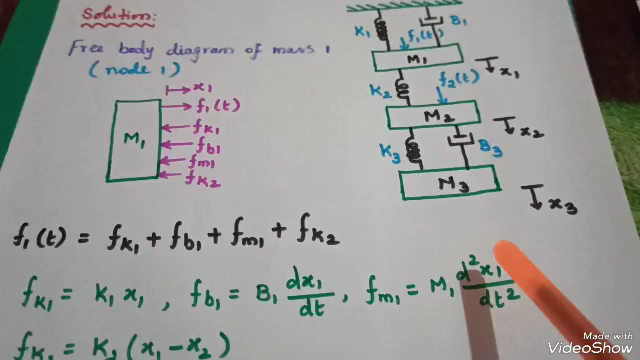 Solution:
Free body diagram of mass 1
(node 1)
x1
f1(t)
M1
fK1
fb1
fm1
fK2
K1
B1
f1(t)
M1
x1
K2
f2(t)
M2
x2
K3
B3
M3
x3
f1(t) = fK1 + fb1 + fm1 + fK2
fK1 = K1 x1 , fb1 = B1 dx1/dt , fm1 = M1 d²x1/dt²
= K2 (x1 - x2)
Made with
VideoShow